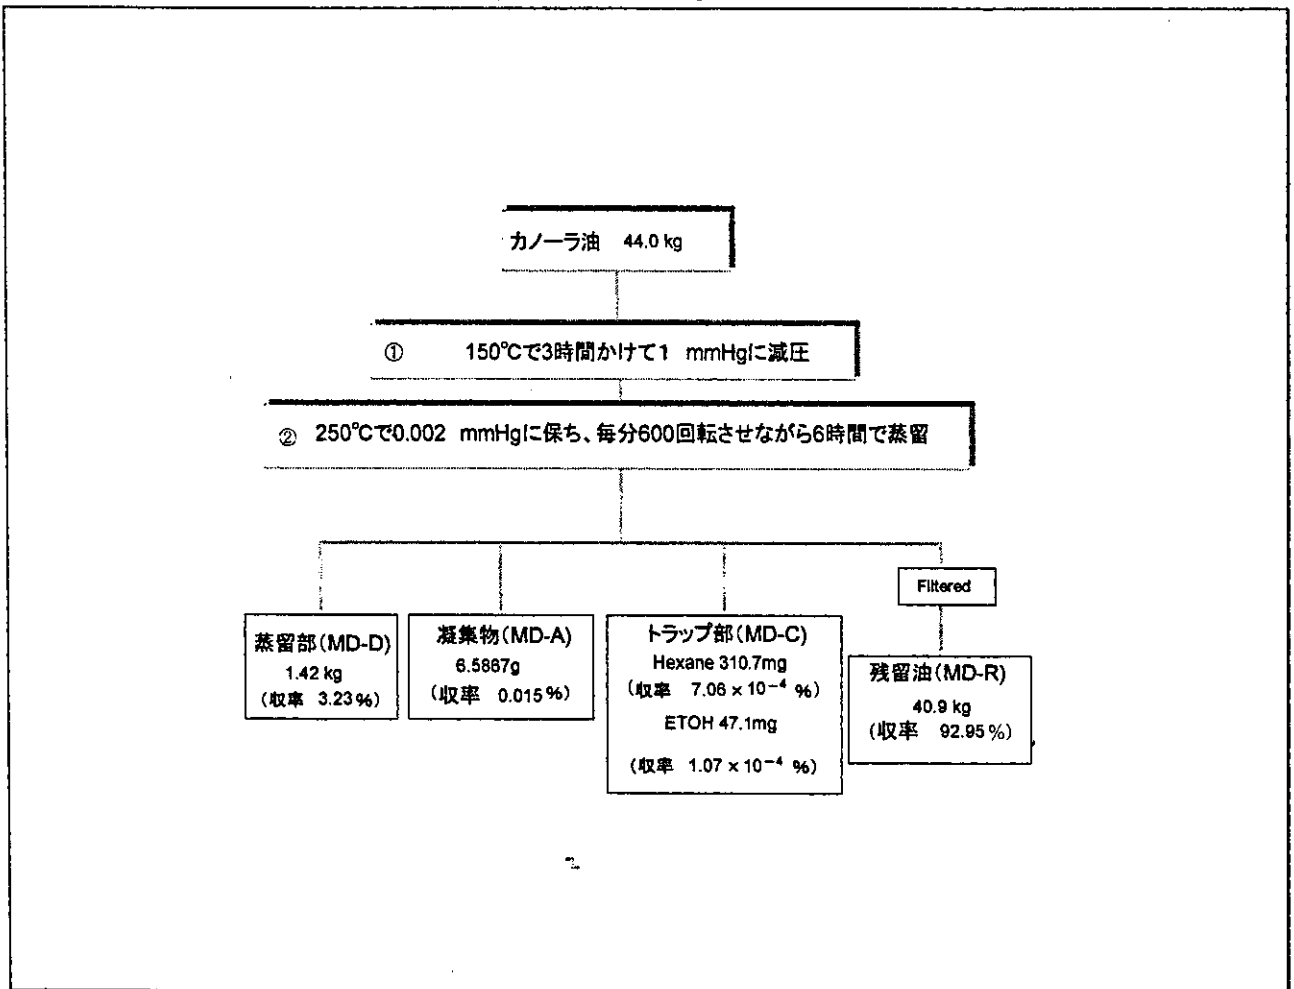 カノーラ油 44.0 kg
① 150°Cで3時間かけて1 mmHgに減圧
② 250°Cで0.002 mmHgに保ち、毎分600回転させながら6時間で蒸留
Filtered
蒸留部(MD-D)
1.42 kg
(収率 3.23%)
凝集物(MD-A)
6.5867g
(収率 0.015%)
トラップ部(MD-C)
Hexane 310.7mg
(収率 7.06×10⁻⁴ %)
ETOH 47.1mg
(収率 1.07×10⁻⁴ %)
残留油(MD-R)
40.9 kg
(収率 92.95%)